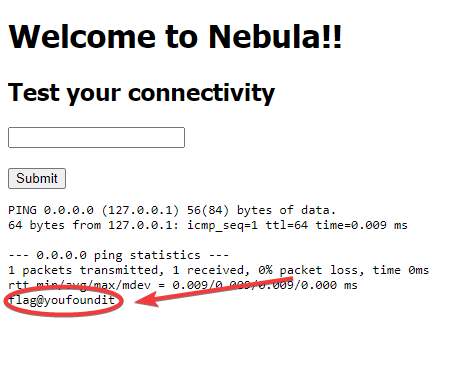 Welcome to Nebula!!
Test your connectivity
Submit
PING 0.0.0.0 (127.0.0.1) 56(84) bytes of data.
64 bytes from 127.0.0.1: icmp_seq=1 ttl=64 time=0.009 ms
--- 0.0.0.0 ping statistics ---
1 packets transmitted, 1 received, 0% packet loss, time 0ms
rtt min/avg/max/mdev = 0.009/0.009/0.009/0.000 ms
flag@youfoundit